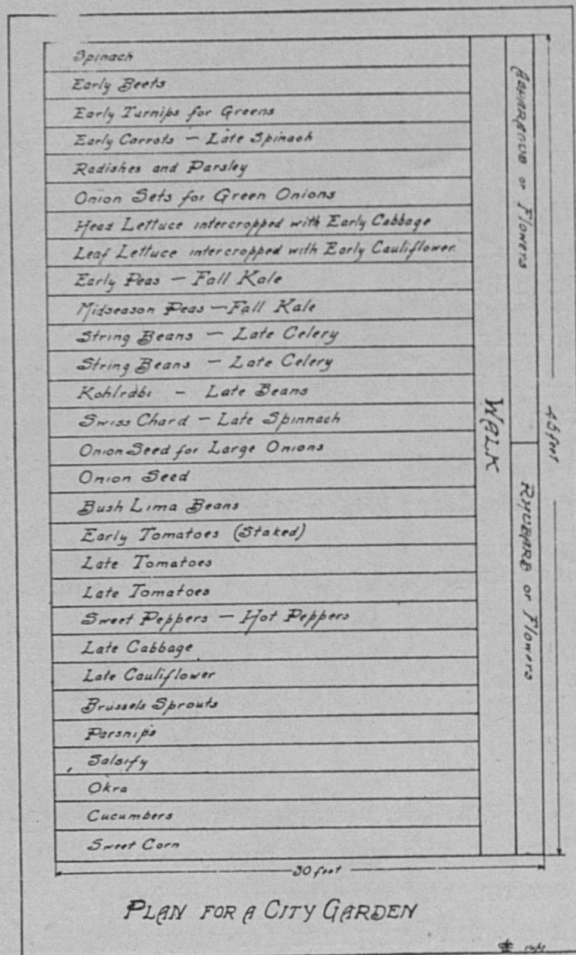 Spinach
Early Beets
Early Turnips for Greens
Early Carrots – Late Spinach
Radishes and Parsley
Onion Sets for Green Onions
Head Lettuce intercropped with Early Cabbage
Leaf Lettuce intercropped with Early Cauliflower
Early Peas – Fall Kale
Midseason Peas – Fall Kale
String Beans – Late Celery
String Beans – Late Celery
Kohlrabi – Late Beans
Swiss Chard – Late Spinnach
Onion Seed for Large Onions
Onion Seed
Bush Lima Beans
Early Tomatoes (Staked)
Late Tomatoes
Late Tomatoes
Sweet Peppers – Hot Peppers
Late Cabbage
Late Cauliflower
Brussels Sprouts
Parsnips
Salsify
Okra
Cucumbers
Sweet Corn
WALK
or Flowers
RHUBARB or Flowers
45 feet
30 feet
PLAN FOR A CITY GARDEN